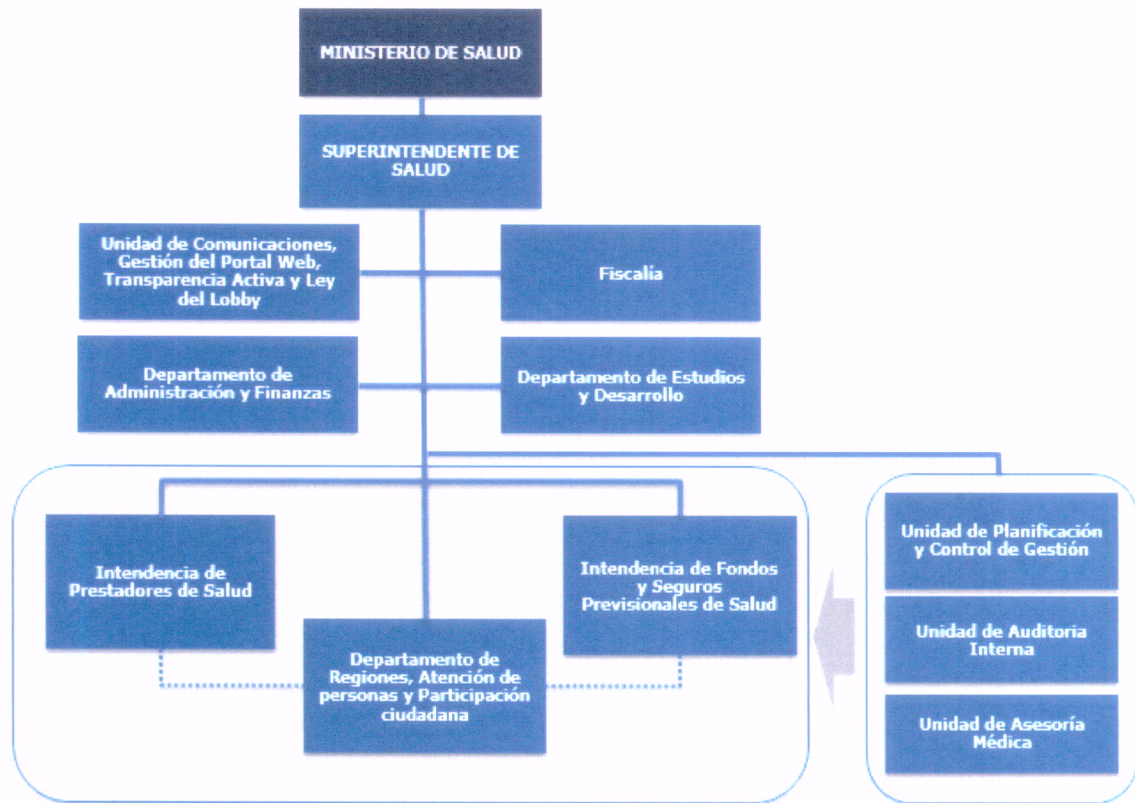 MINISTERIO DE SALUD
SUPERINTENDENTE DE
SALUD
Unidad de Comunicaciones,
Gestión del Portal Web,
Transparencia Activa y Ley
del Lobby
Fiscalía
Departamento de
Administración y Finanzas
Departamento de Estudios
y Desarrollo
Intendencia de
Prestadores de Salud
Intendencia de Fondos
y Seguros
Previsionales de Salud
Departamento de
Regiones, Atención de
personas y Participación
ciudadana
Unidad de Planificación
y Control de Gestión
Unidad de Auditoria
Interna
Unidad de Asesoría
Médica